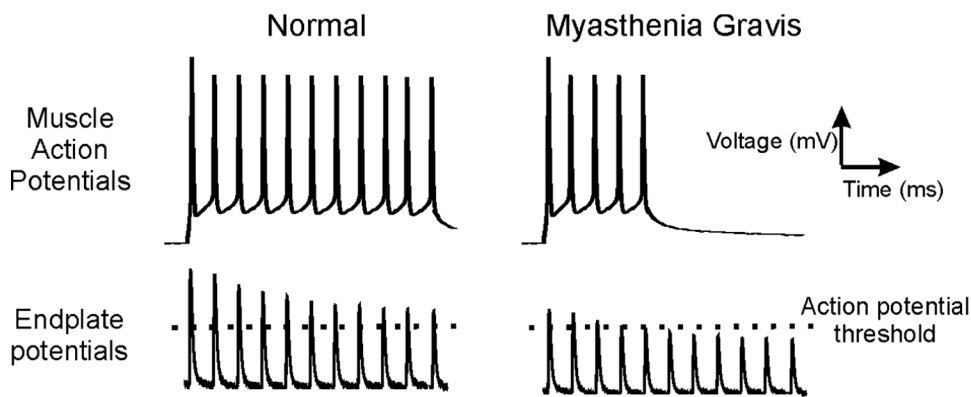 Normal
Myasthenia Gravis
Muscle
Action
Potentials
Voltage (mV)
Time (ms)
Endplate
potentials
Action potential
threshold